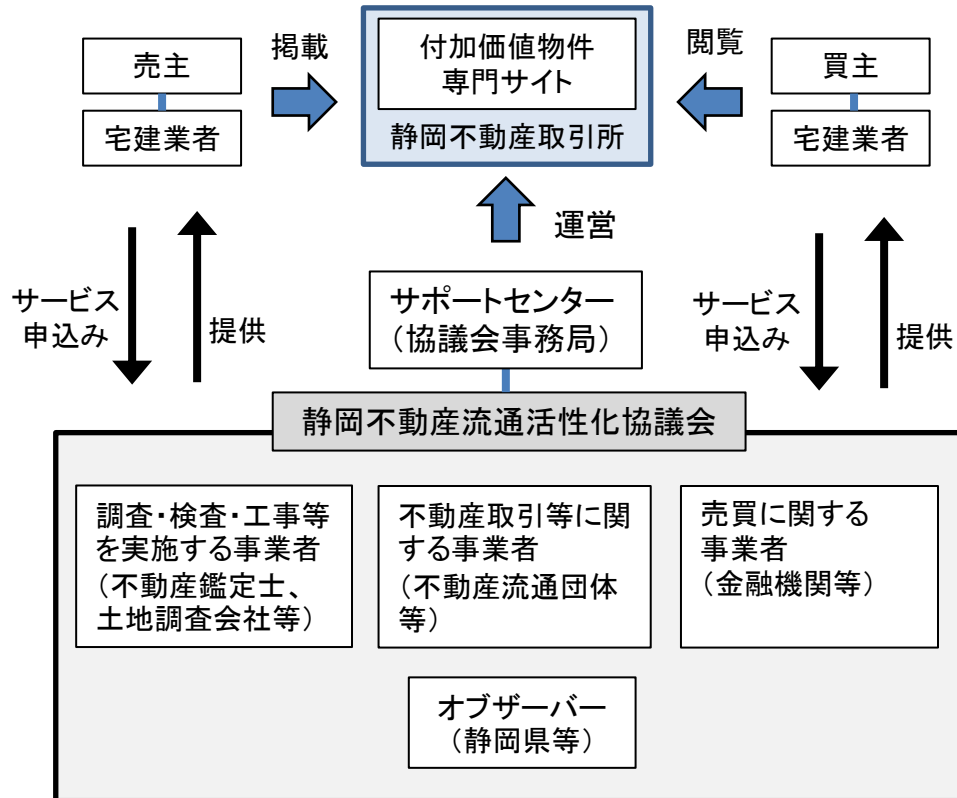 売主
宅建業者
掲載
付加価値物件
専門サイト
静岡不動産取引所
閲覧
買主
宅建業者
運営
サービス
申込み
提供
サポートセンター
（協議会事務局）
サービス
申込み
提供
静岡不動産流通活性化協議会
調査・検査・工事等
を実施する事業者
（不動産鑑定士、
土地調査会社等）
不動産取引等に関
する事業者
（不動産流通団体
等）
売買に関する
事業者
（金融機関等）
オブザーバー
（静岡県等）